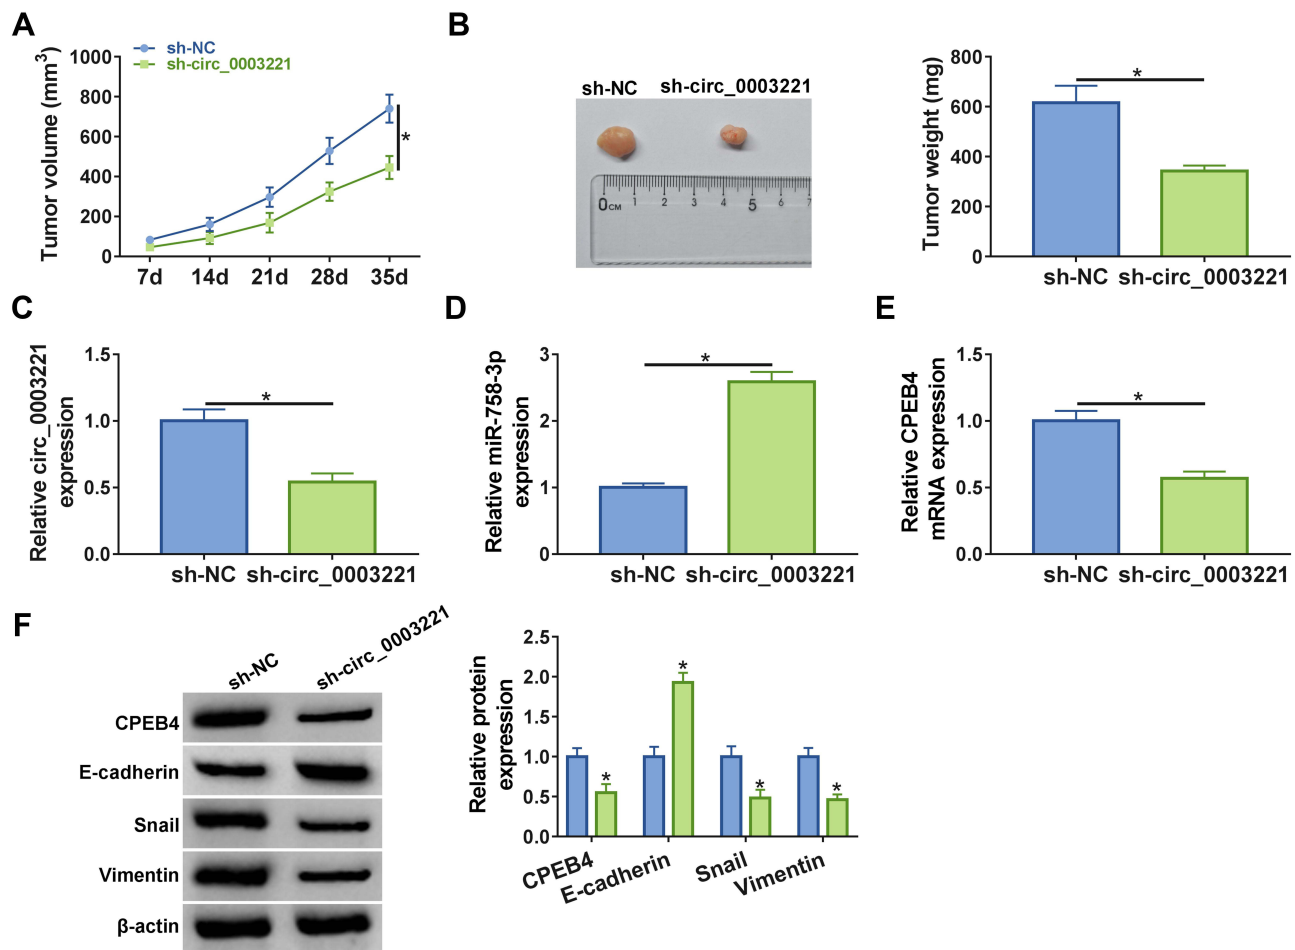 A
sh-NC
sh-circ_0003221
Tumor volume (mm3)
1000
800
600
400
200
0
7d 14d 21d 28d 35d
*
B
sh-NC sh-circ_0003221
0CM 1 2 3 4 5 6 7
Tumor weight (mg)
800
600
400
200
0
*
sh-NC sh-circ_0003221
C
Relative circ_0003221
expression
1.5
1.0
0.5
0.0
*
sh-NC sh-circ_0003221
D
Relative miR-758-3p
expression
3
2
1
0
*
sh-NC sh-circ_0003221
E
Relative CPEB4
mRNA expression
1.5
1.0
0.5
0.0
*
sh-NC sh-circ_0003221
F
sh-NC sh-circ_0003221
CPEB4
E-cadherin
Snail
Vimentin
β-actin
Relative protein
expression
2.5
2.0
1.5
1.0
0.5
0.0
* * * *
CPEB4 E-cadherin Snail Vimentin